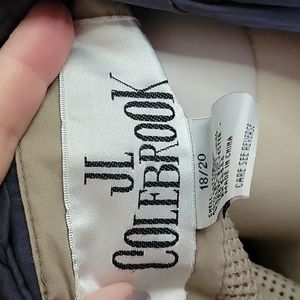 JL
COLEBROOK
18/20
MADE IN CHINA
CARE SEE REVERSE